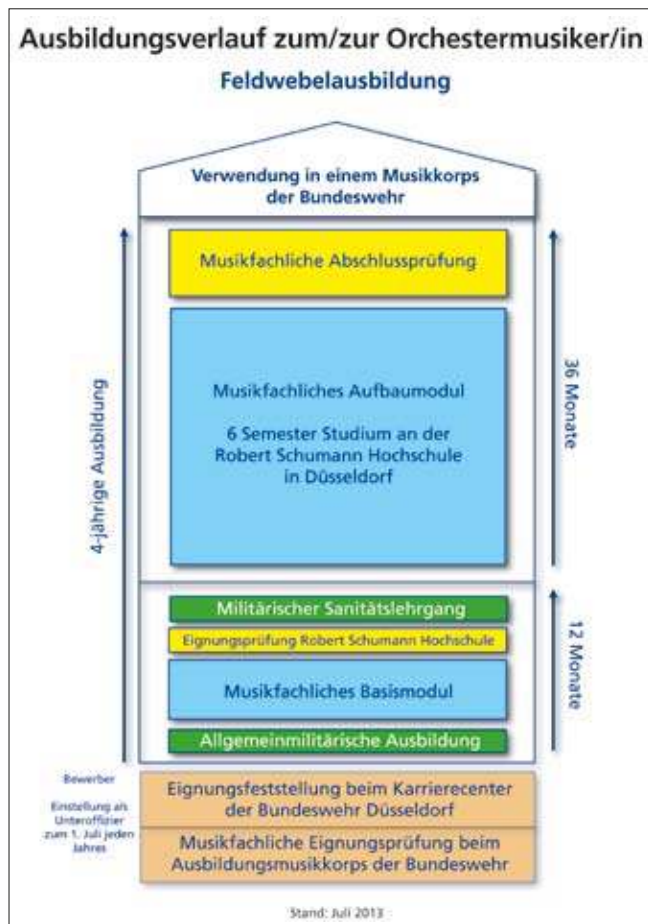 Ausbildungsverlauf zum/zur Orchestermusiker/in
Feldwebelausbildung
Verwendung in einem Musikkorps
der Bundeswehr
Musikfachliche Abschlussprüfung
Musikfachliches Aufbaumodul
6 Semester Studium an der
Robert Schumann Hochschule
in Düsseldorf
36 Monate
4-jährige Ausbildung
Militärischer Sanitätslehrgang
Eignungsprüfung Robert Schumann Hochschule
Musikfachliches Basismodul
Allgemeinmilitärische Ausbildung
12 Monate
Bewerber
Einstellung als
Unteroffizier
zum 1. Juli jeden
Jahres
Eignungsfeststellung beim Karrierecenter
der Bundeswehr Düsseldorf
Musikfachliche Eignungsprüfung beim
Ausbildungsmusikkorps der Bundeswehr
Stand: Juli 2013